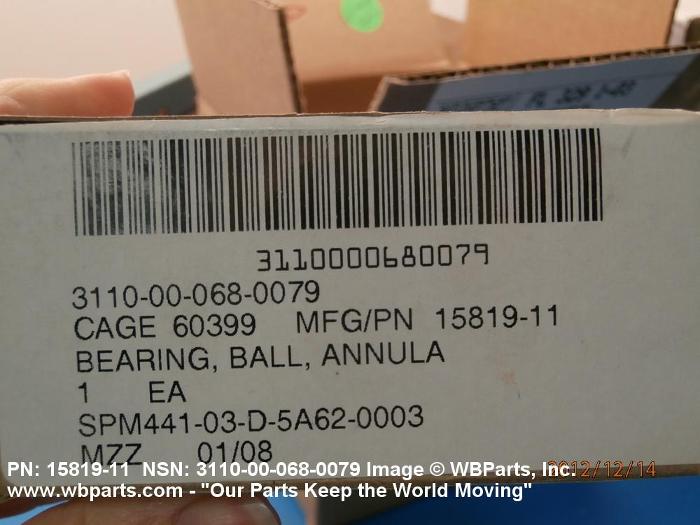 3110000680079
3110-00-068-0079
CAGE 60399 MFG/PN 15819-11
BEARING, BALL, ANNULA
1 EA
SPM441-03-D-5A62-0003
MZZ 01/08
2012/12/14
PN: 15819-11 NSN: 3110-00-068-0079 Image © WBParts, Inc.
www.wbparts.com - "Our Parts Keep the World Moving"